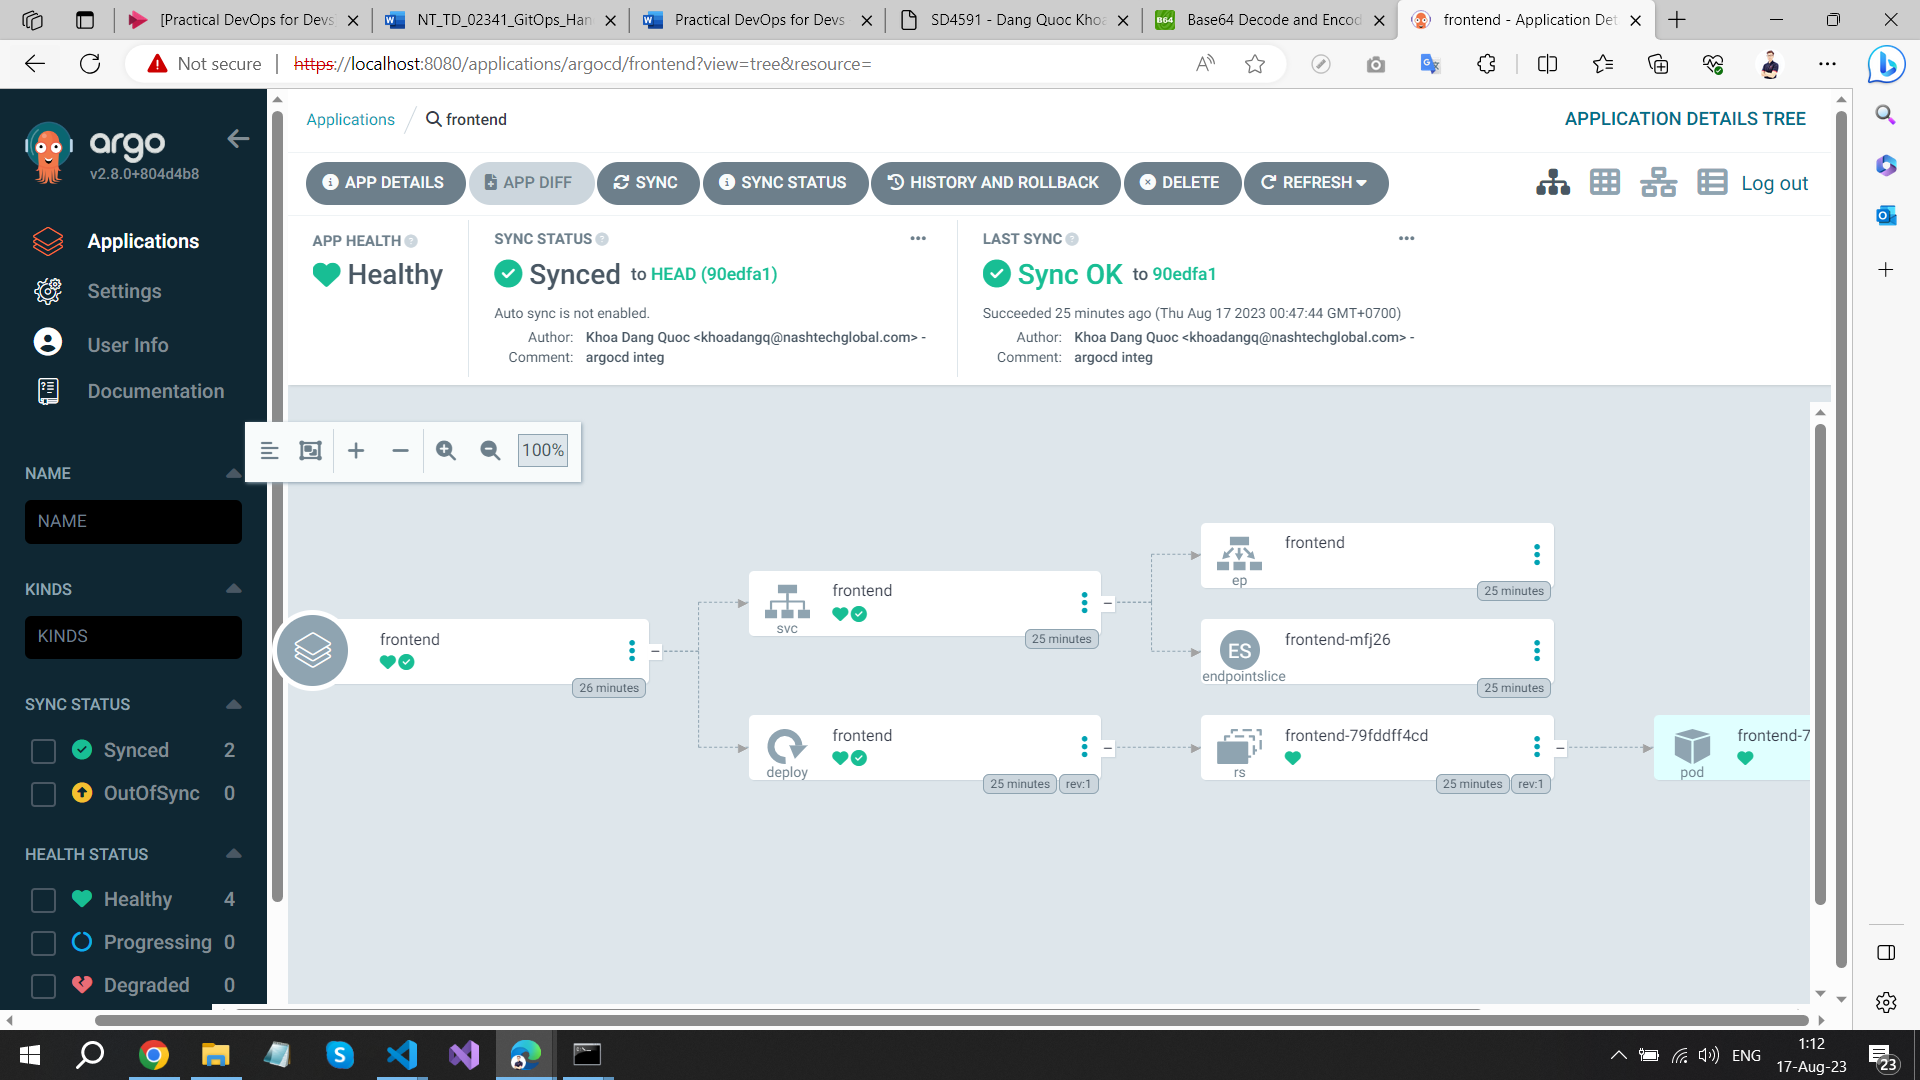 [Practical DevOps for Devs
NT_TD_02341_GitOps_Han
Practical DevOps for Devs
SD4591 - Dang Quoc Khoa
Base64 Decode and Encod
frontend - Application Det
Not secure
https://localhost:8080/applications/argocd/frontend?view=tree&resource=
argo
v2.8.0+804d4b8
Applications
Settings
User Info
Documentation
NAME
NAME
KINDS
KINDS
SYNC STATUS
Synced 2
OutOfSync 0
HEALTH STATUS
Healthy 4
Progressing 0
Degraded 0
Applications / frontend
APPLICATION DETAILS TREE
APP DETAILS
APP DIFF
SYNC
SYNC STATUS
HISTORY AND ROLLBACK
DELETE
REFRESH
Log out
APP HEALTH
Healthy
SYNC STATUS
Synced to HEAD (90edfa1)
Auto sync is not enabled.
Author: Khoa Dang Quoc <khoadangq@nashtechglobal.com> -
Comment: argocd integ
LAST SYNC
Sync OK to 90edfa1
Succeeded 25 minutes ago (Thu Aug 17 2023 00:47:44 GMT+0700)
Author: Khoa Dang Quoc <khoadangq@nashtechglobal.com> -
Comment: argocd integ
100%
frontend
26 minutes
svc
frontend
25 minutes
deploy
frontend
25 minutes
rev:1
ep
frontend
25 minutes
ES
endpointslice
frontend-mfj26
25 minutes
rs
frontend-79fddff4cd
25 minutes
rev:1
pod
frontend-7
B64
ENG
1:12
17-Aug-23
23